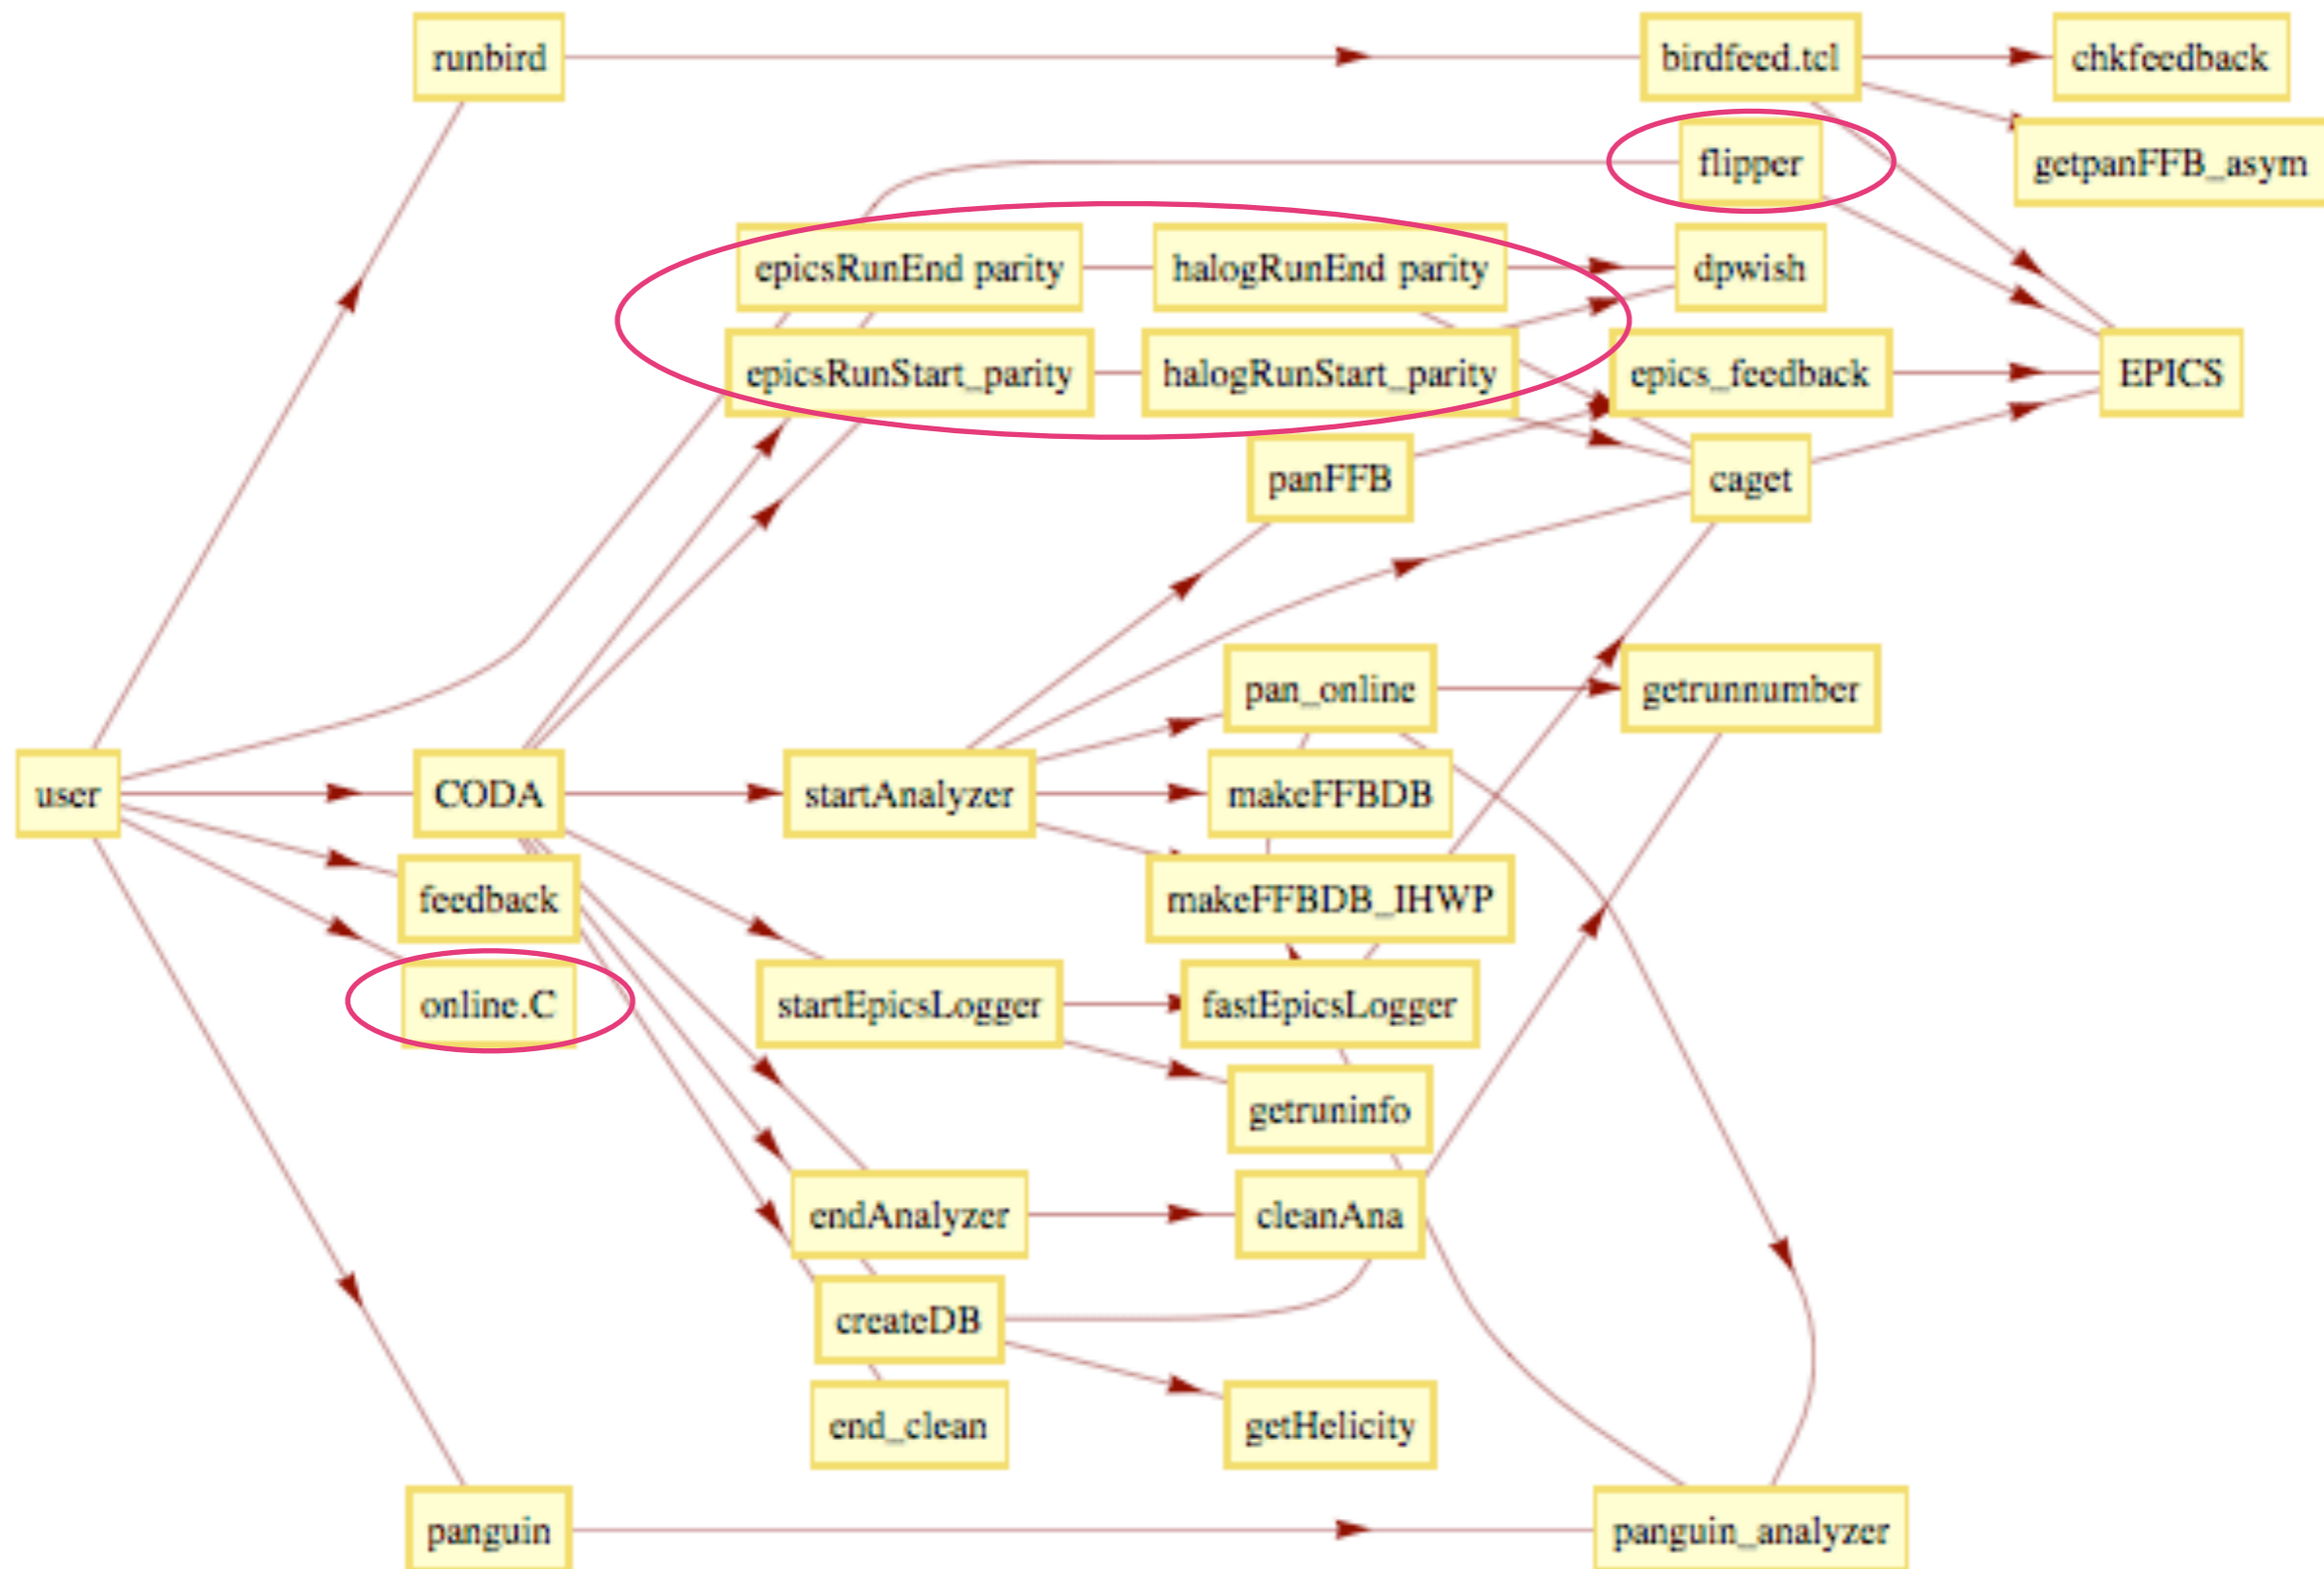 runbird
birdfeed.tcl
chkfeedback
flipper
getpanFFB_asym
epicsRunEnd parity
halogRunEnd parity
dpwish
epicsRunStart_parity
halogRunStart_parity
epics_feedback
EPICS
panFFB
caget
pan_online
getrunnumber
user
CODA
startAnalyzer
makeFFBDB
feedback
makeFFBDB_IHWP
online.C
startEpicsLogger
fastEpicsLogger
getruninfo
endAnalyzer
cleanAna
createDB
end_clean
getHelicity
panguin
panguin_analyzer